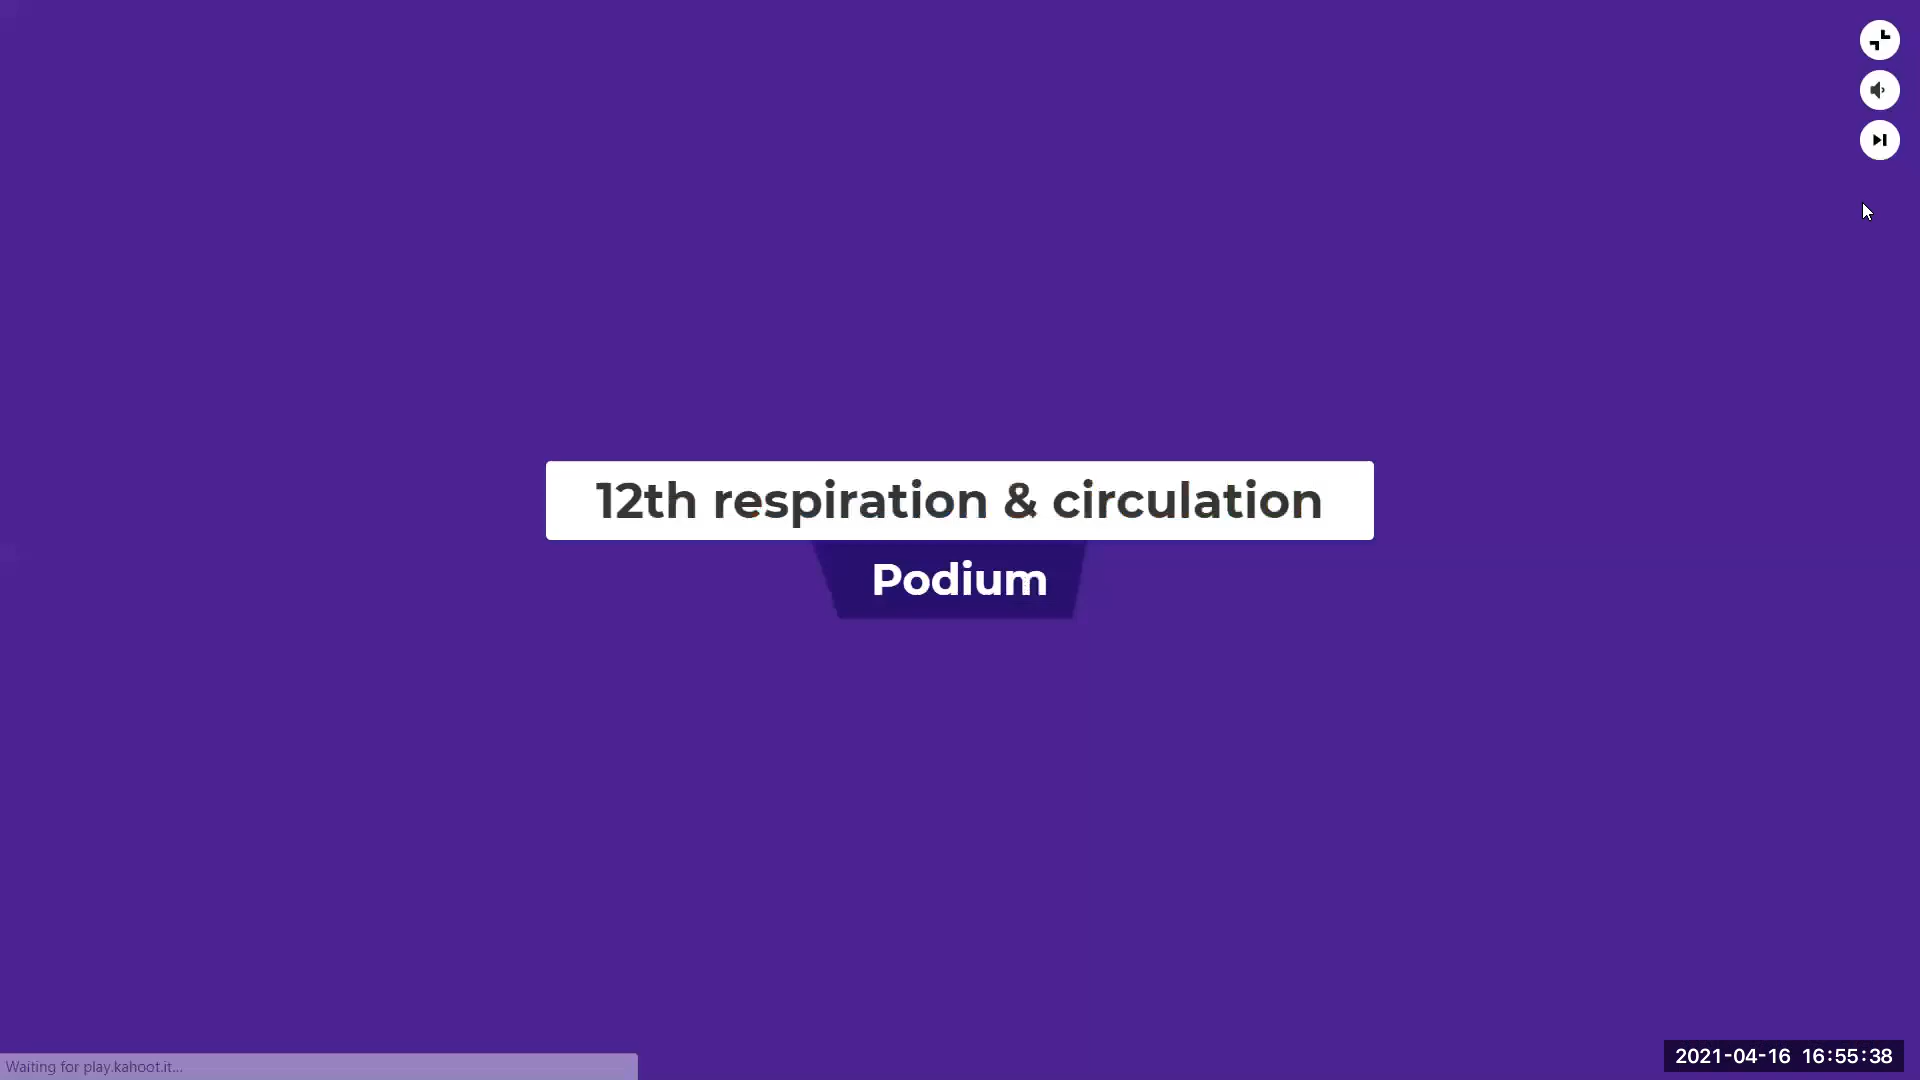 12th respiration & circulation
Podium
Waiting for play.kahoot.it...
2021-04-16 16:55:38